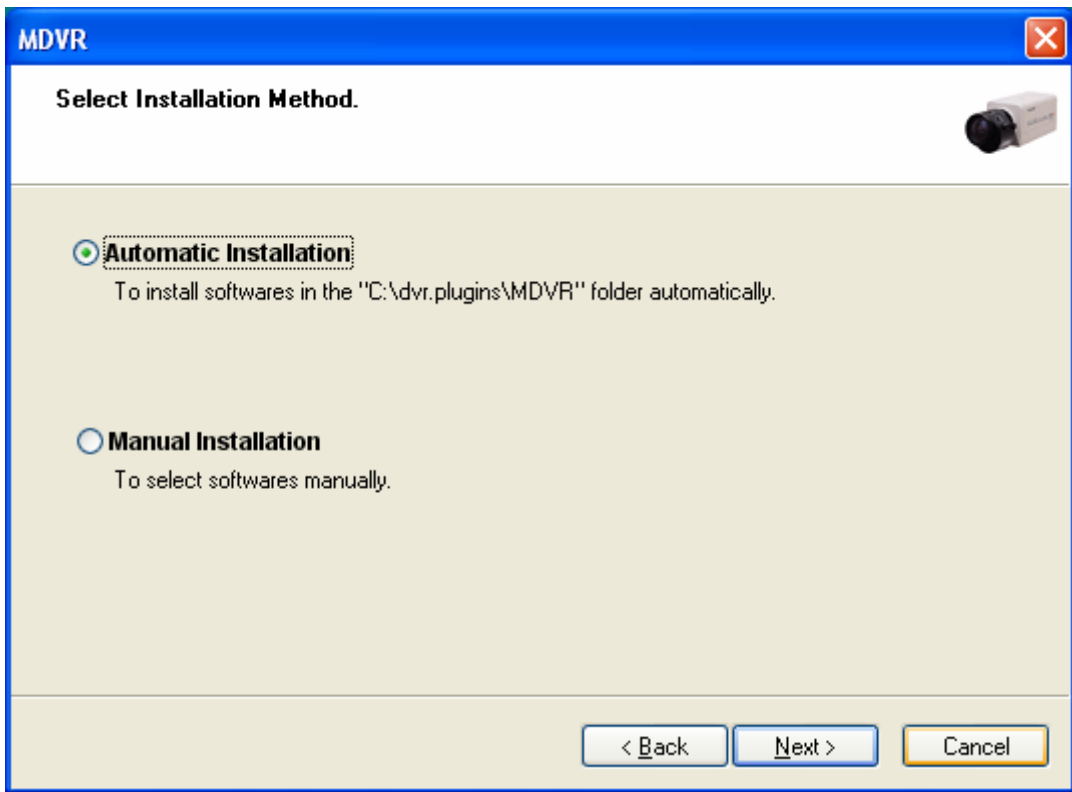 MDVR
Select Installation Method.
Automatic Installation
To install softwares in the "C:\dvr.plugins\MDVR" folder automatically.
Manual Installation
To select softwares manually.
< Back
Next >
Cancel